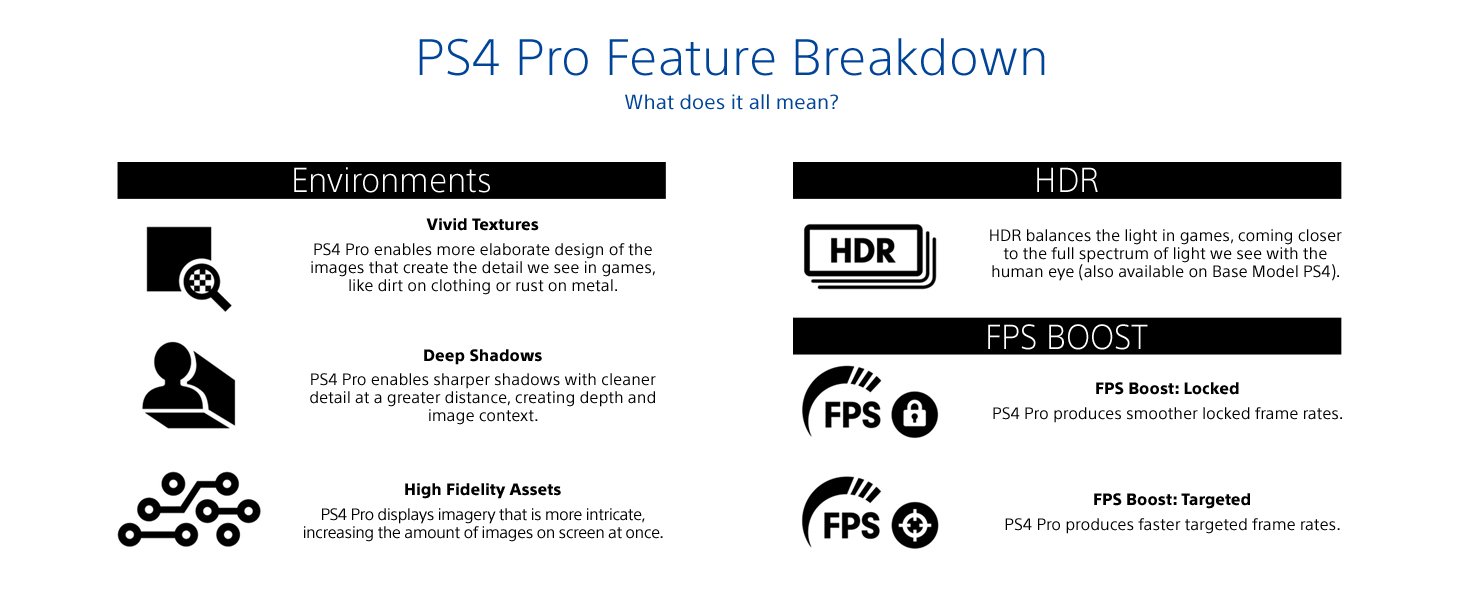 PS4 Pro Feature Breakdown
What does it all mean?
Environments
Vivid Textures
PS4 Pro enables more elaborate design of the
images that create the detail we see in games,
like dirt on clothing or rust on metal.
Deep Shadows
PS4 Pro enables sharper shadows with cleaner
detail at a greater distance, creating depth and
image context.
High Fidelity Assets
PS4 Pro displays imagery that is more intricate,
increasing the amount of images on screen at once.
HDR
HDR
HDR balances the light in games, coming closer
to the full spectrum of light we see with the
human eye (also available on Base Model PS4).
FPS BOOST
FPS
FPS Boost: Locked
PS4 Pro produces smoother locked frame rates.
FPS
FPS Boost: Targeted
PS4 Pro produces faster targeted frame rates.